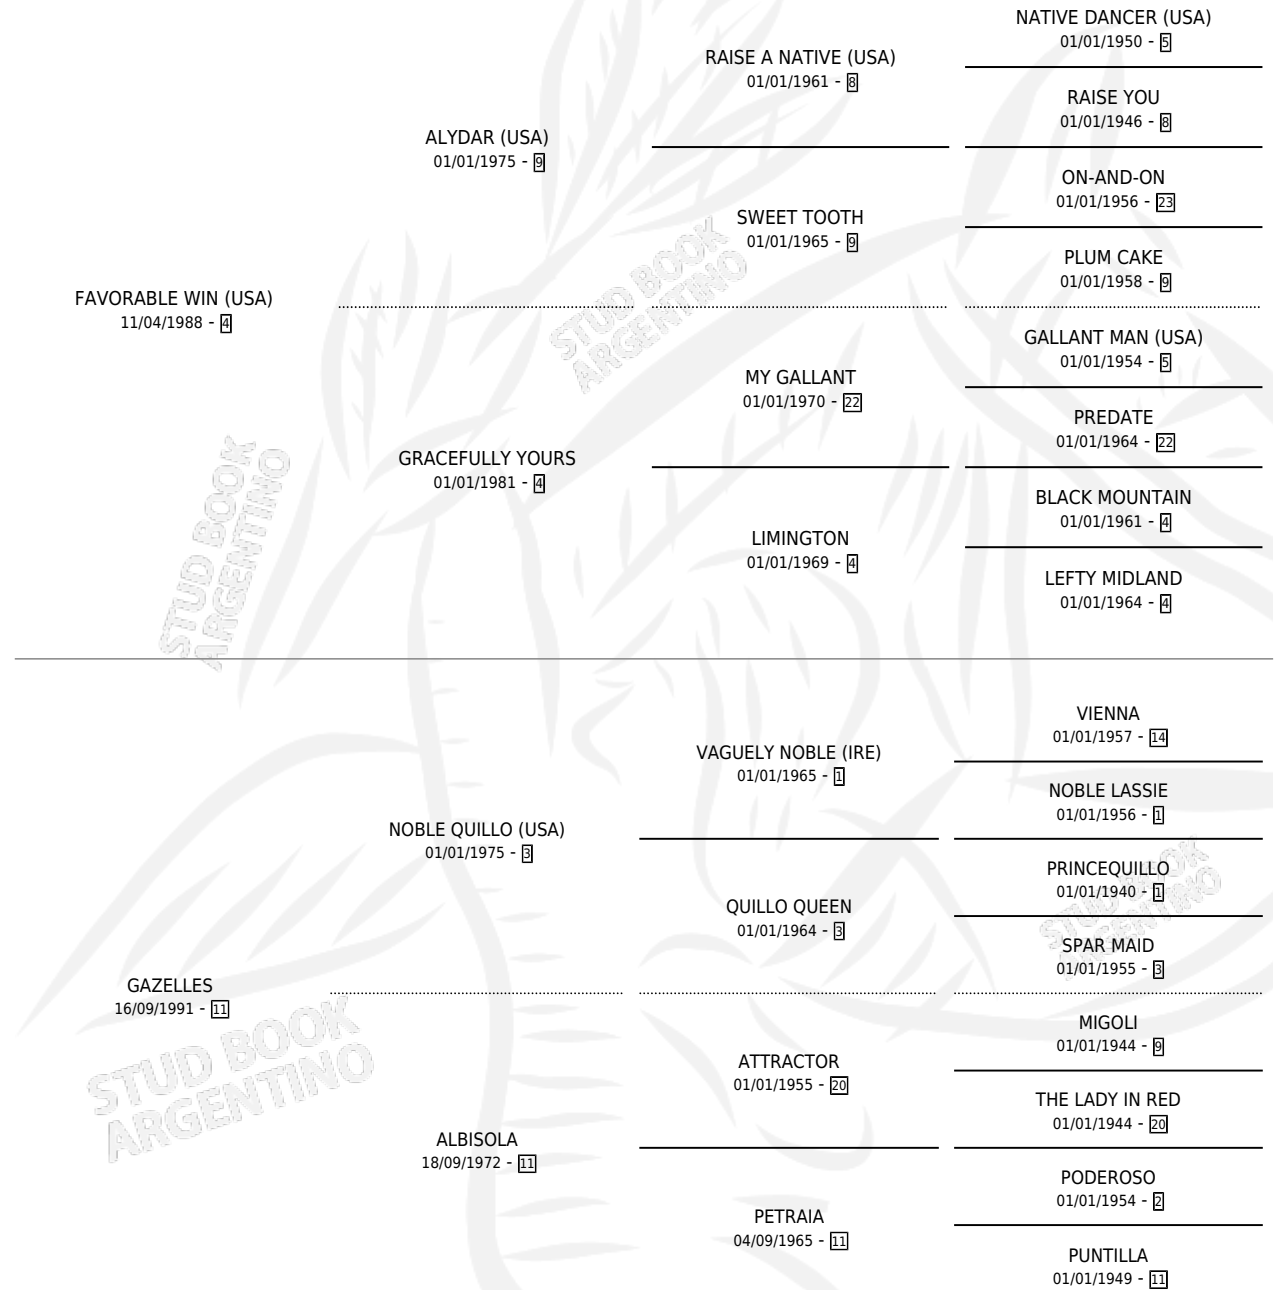 NATIVE DANCER (USA)
01/01/1950 - 5
RAISE A NATIVE (USA)
01/01/1961 - 8
RAISE YOU
01/01/1946 - 8
ALYDAR (USA)
01/01/1975 - 9
ON-AND-ON
01/01/1956 - 23
SWEET TOOTH
01/01/1965 - 9
PLUM CAKE
01/01/1958 - 9
FAVORABLE WIN (USA)
11/04/1988 - 4
GALLANT MAN (USA)
01/01/1954 - 5
MY GALLANT
01/01/1970 - 22
PREDATE
01/01/1964 - 22
GRACEFULLY YOURS
01/01/1981 - 4
BLACK MOUNTAIN
01/01/1961 - 4
LIMINGTON
01/01/1969 - 4
LEFTY MIDLAND
01/01/1964 - 4
VIENNA
01/01/1957 - 14
VAGUELY NOBLE (IRE)
01/01/1965 - 1
NOBLE LASSIE
01/01/1956 - 1
NOBLE QUILLO (USA)
01/01/1975 - 3
PRINCEQUILLO
01/01/1940 - 1
QUILLO QUEEN
01/01/1964 - 3
SPAR MAID
01/01/1955 - 3
GAZELLES
16/09/1991 - 11
MIGOLI
01/01/1944 - 9
ATTRACTOR
01/01/1955 - 20
THE LADY IN RED
01/01/1944 - 20
ALBISOLA
18/09/1972 - 11
PODEROSO
01/01/1954 - 2
PETRAIA
04/09/1965 - 11
PUNTILLA
01/01/1949 - 11
STUD BOOK
ARGENTINO
STUD BOOK
ARGENTINO
STUD BOOK
ARGENTINO
STUD BOOK
ARGENTINO